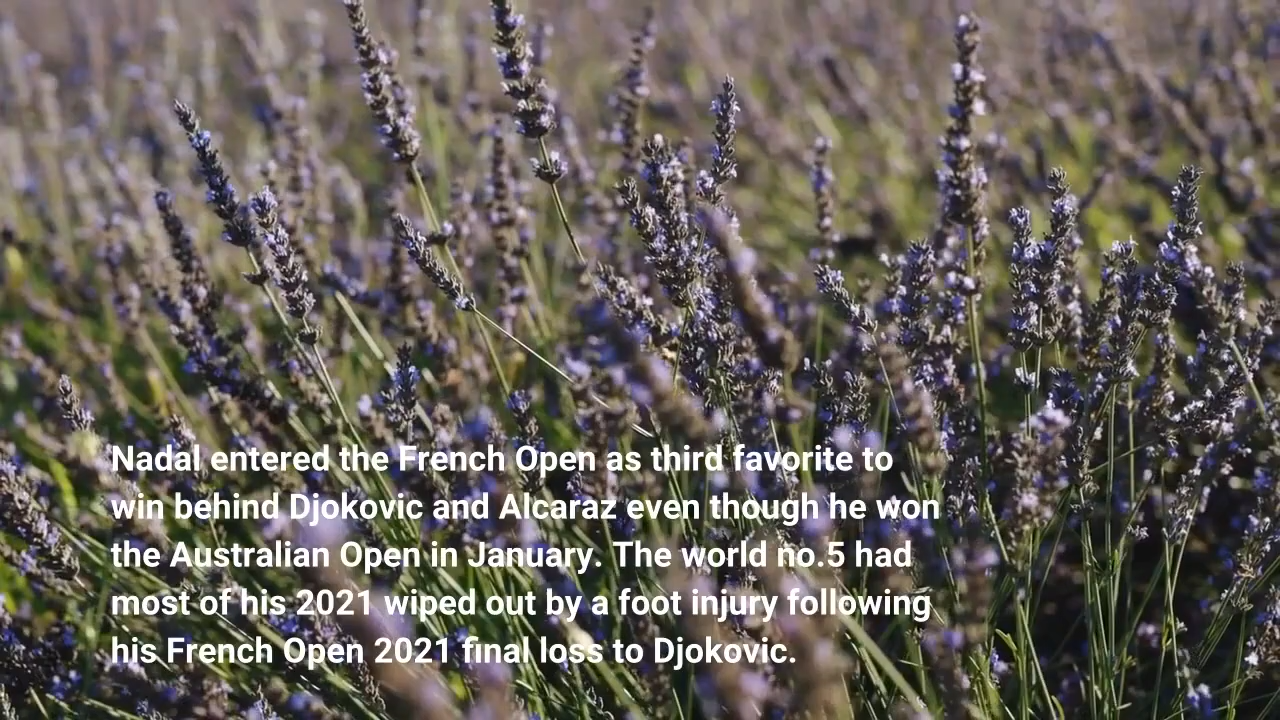 Nadal entered the French Open as third favorite to
win behind Djokovic and Alcaraz even though he won
the Australian Open in January. The world no.5 had
most of his 2021 wiped out by a foot injury following
his French Open 2021 final loss to Djokovic.